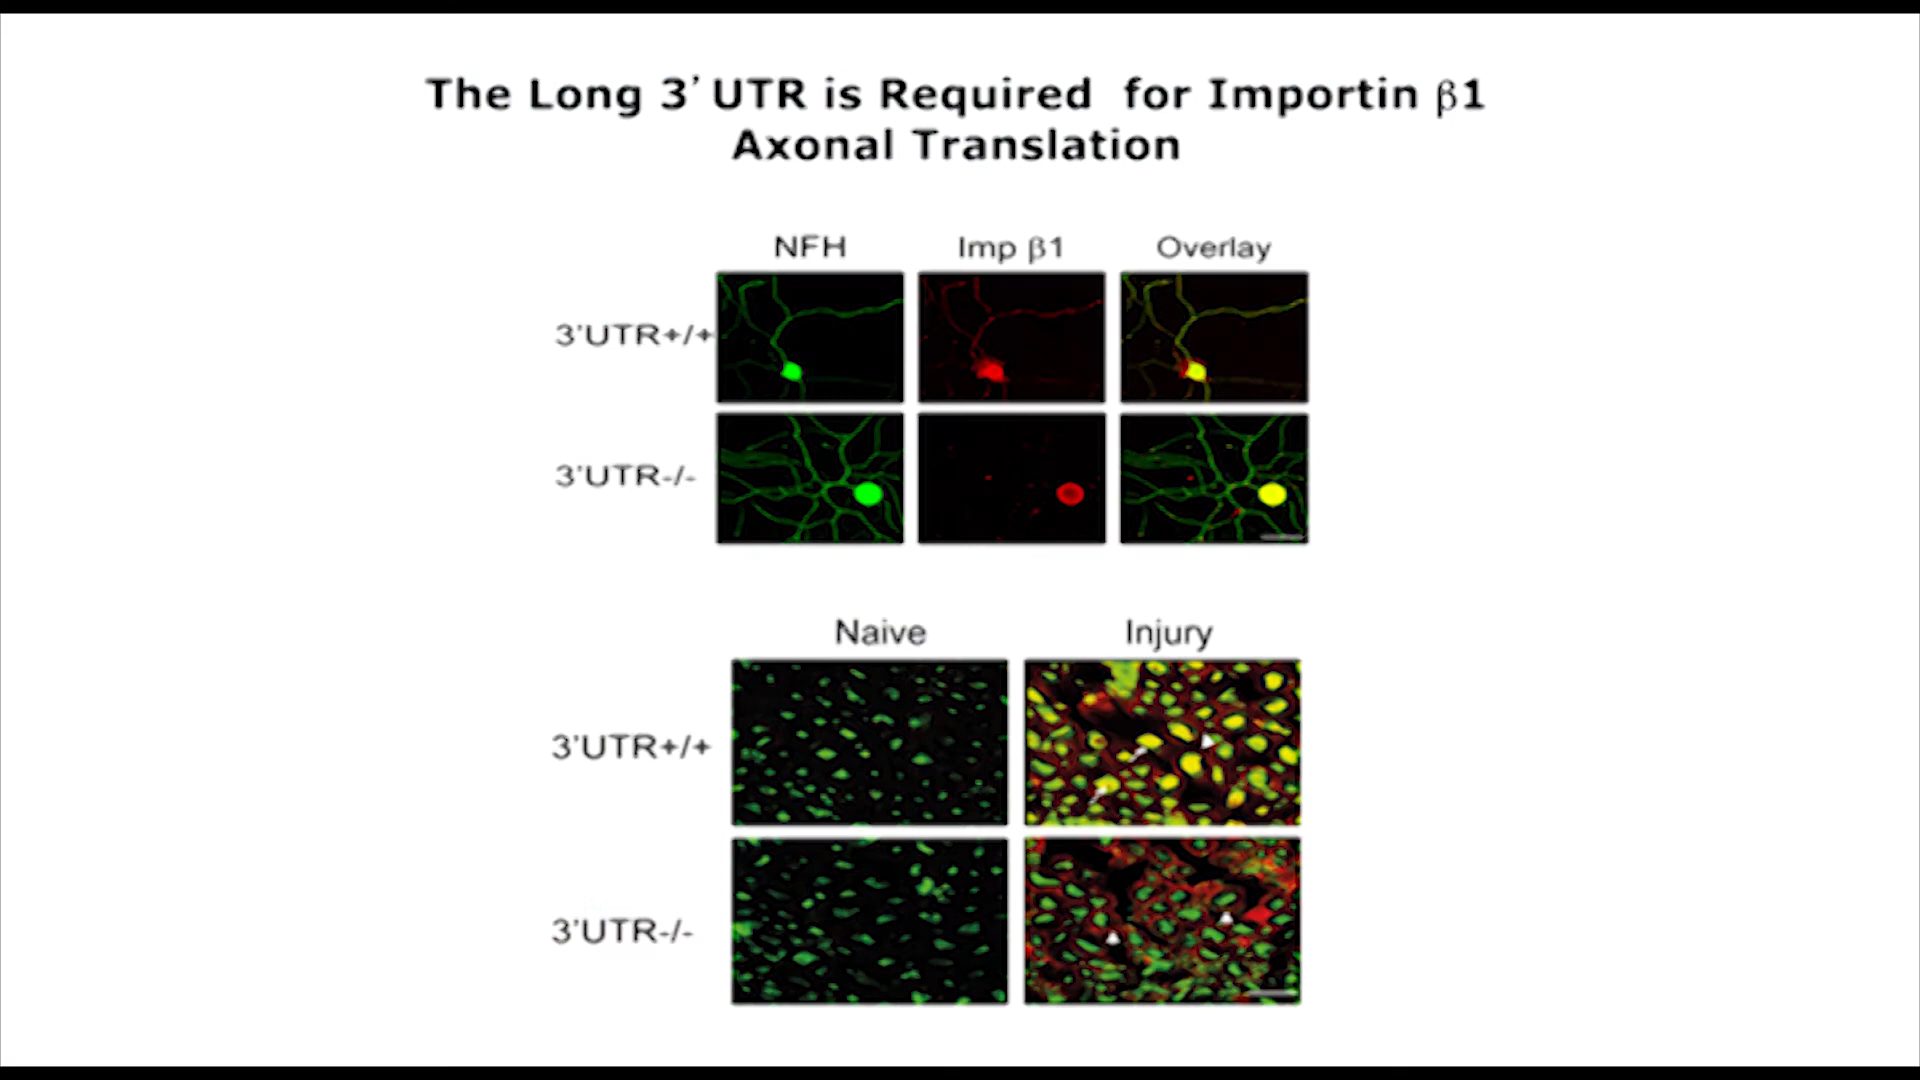 The Long 3' UTR is Required for Importin β1
Axonal Translation
NFH Imp β1 Overlay
3'UTR+/+
3'UTR-/-
Naive Injury
3'UTR+/+
3'UTR-/-